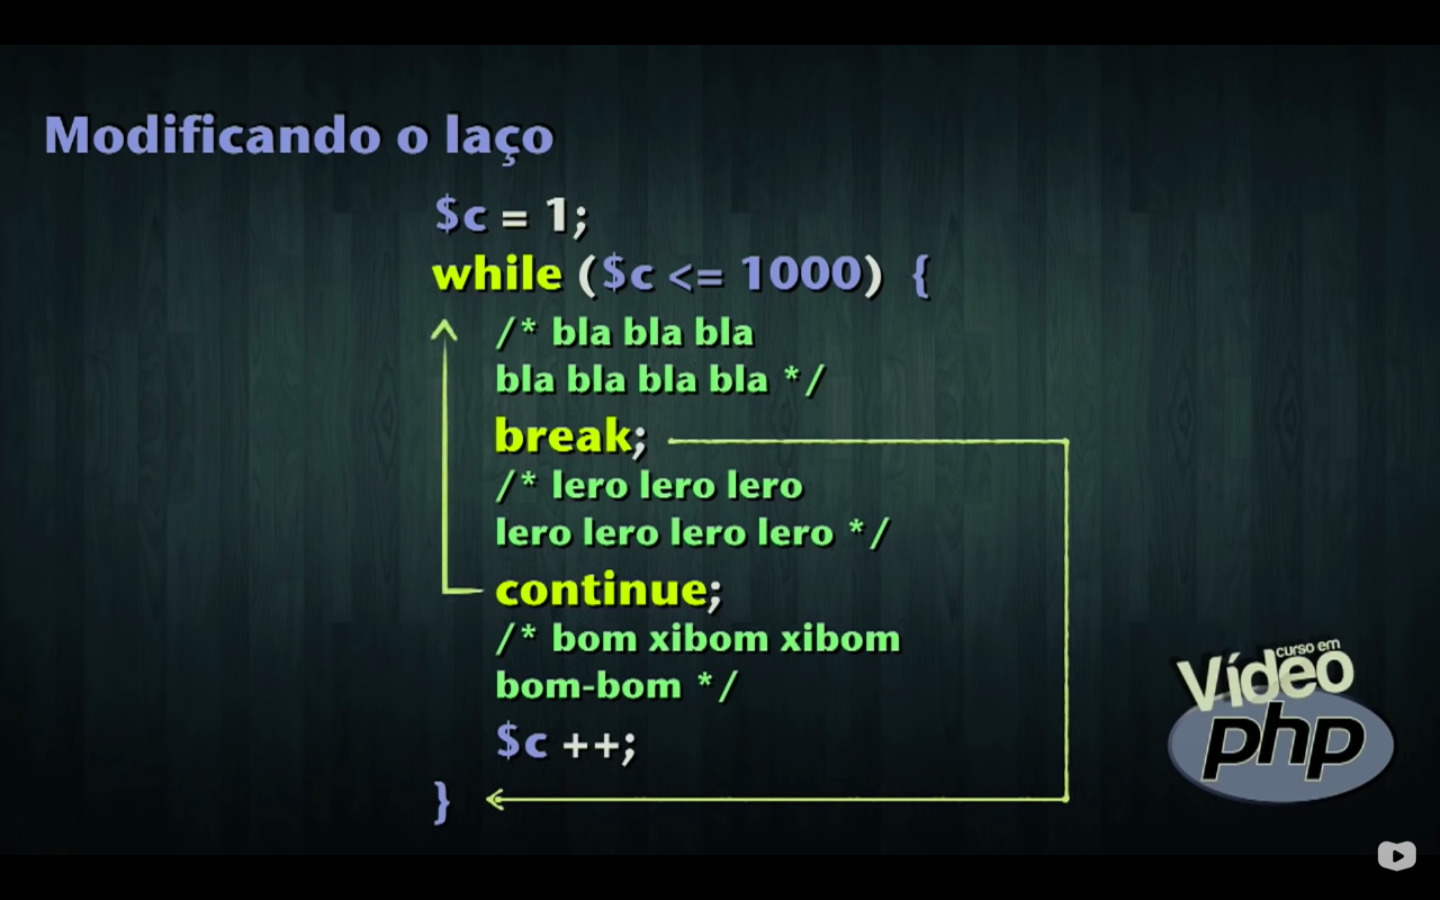 Modificando o laço
$c = 1;
while ($c <= 1000) {
/* bla bla bla
bla bla bla bla */
break;
/* lero lero lero
lero lero lero lero */
continue;
/* bom xibom xibom
bom-bom */
$c ++;
}
curso em
Vídeo
php